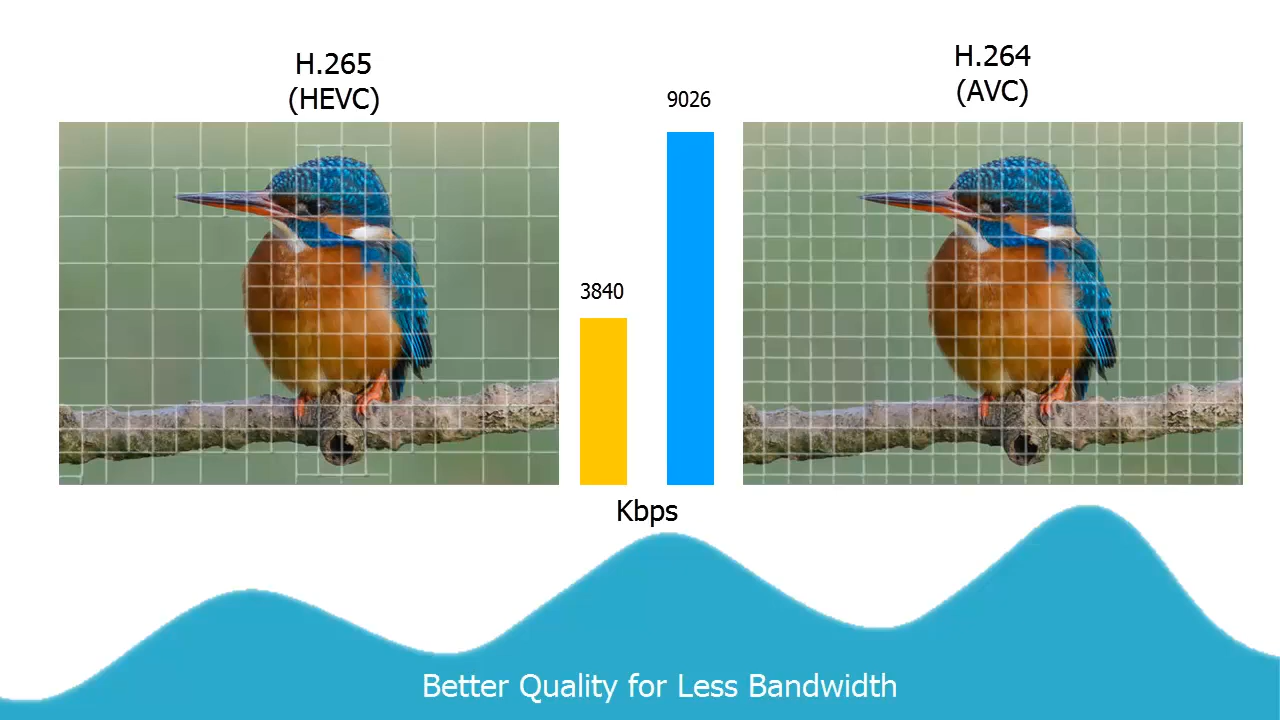 H.265
(HEVC)
H.264
(AVC)
9026
3840
Kbps
Better Quality for Less Bandwidth